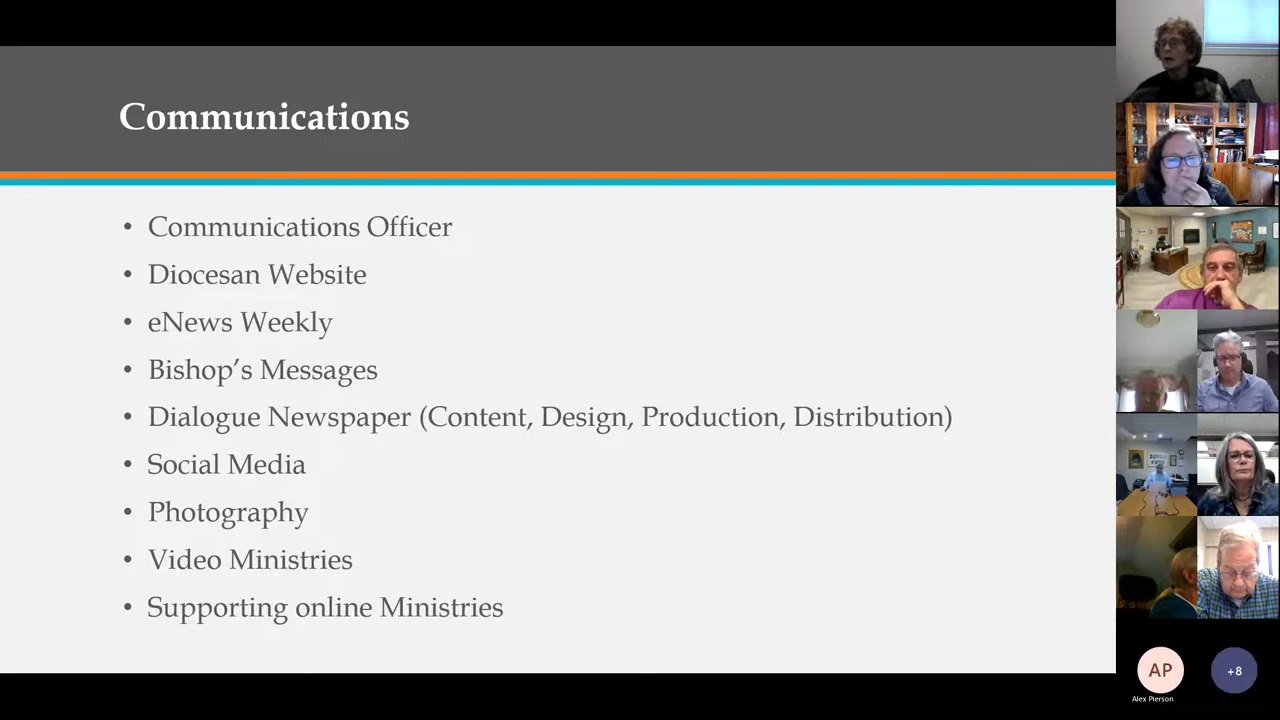 Communications
• Communications Officer
• Diocesan Website
• eNews Weekly
• Bishop’s Messages
• Dialogue Newspaper (Content, Design, Production, Distribution)
• Social Media
• Photography
• Video Ministries
• Supporting online Ministries
AP
+8
Alex Pierson